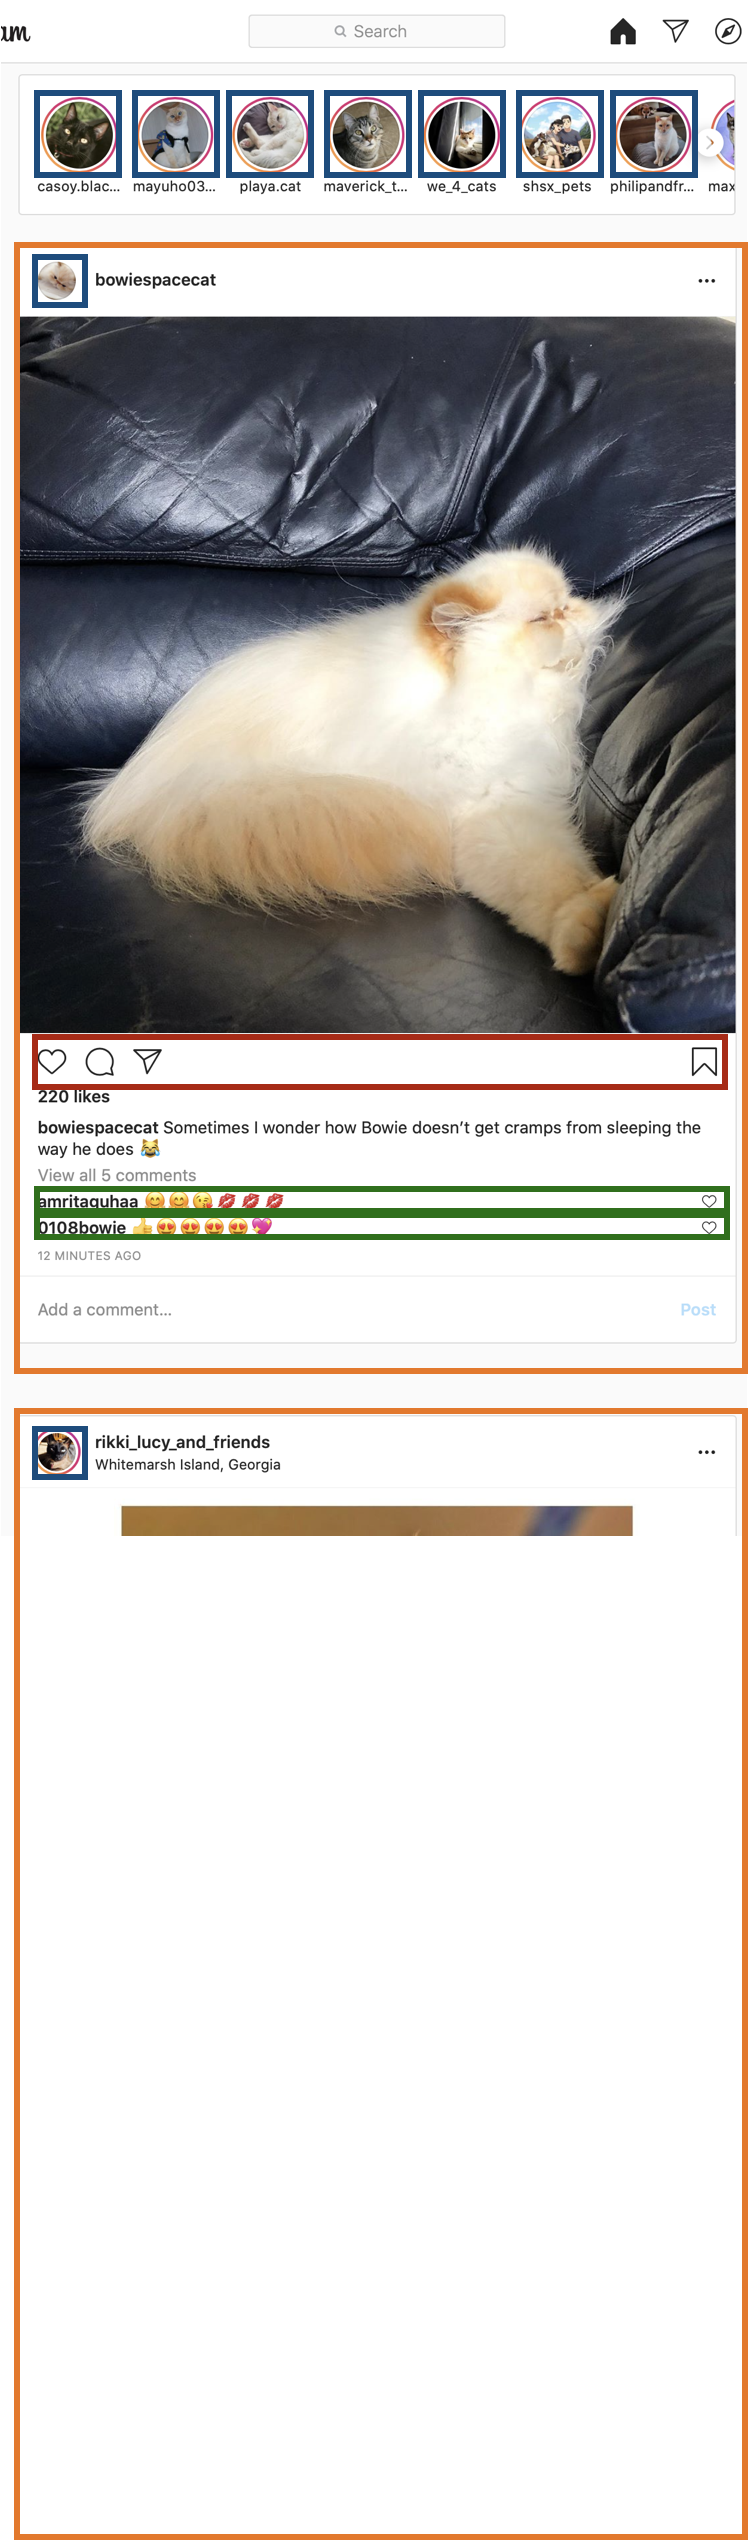 am
Search
casoy.blac... mayuho03... playa.cat maverick_t... we_4_cats shsx_pets philipandfr... max
bowiespacecat
220 likes
bowiespacecat Sometimes I wonder how Bowie doesn't get cramps from sleeping the
way he does 😹
View all 5 comments
amritaguhaa 🤗🤗😘💋💋💋
0108bowie 👍😍😍😍😍💖
12 MINUTES AGO
Add a comment... Post
rikki_lucy_and_friends
Whitemarsh Island, Georgia